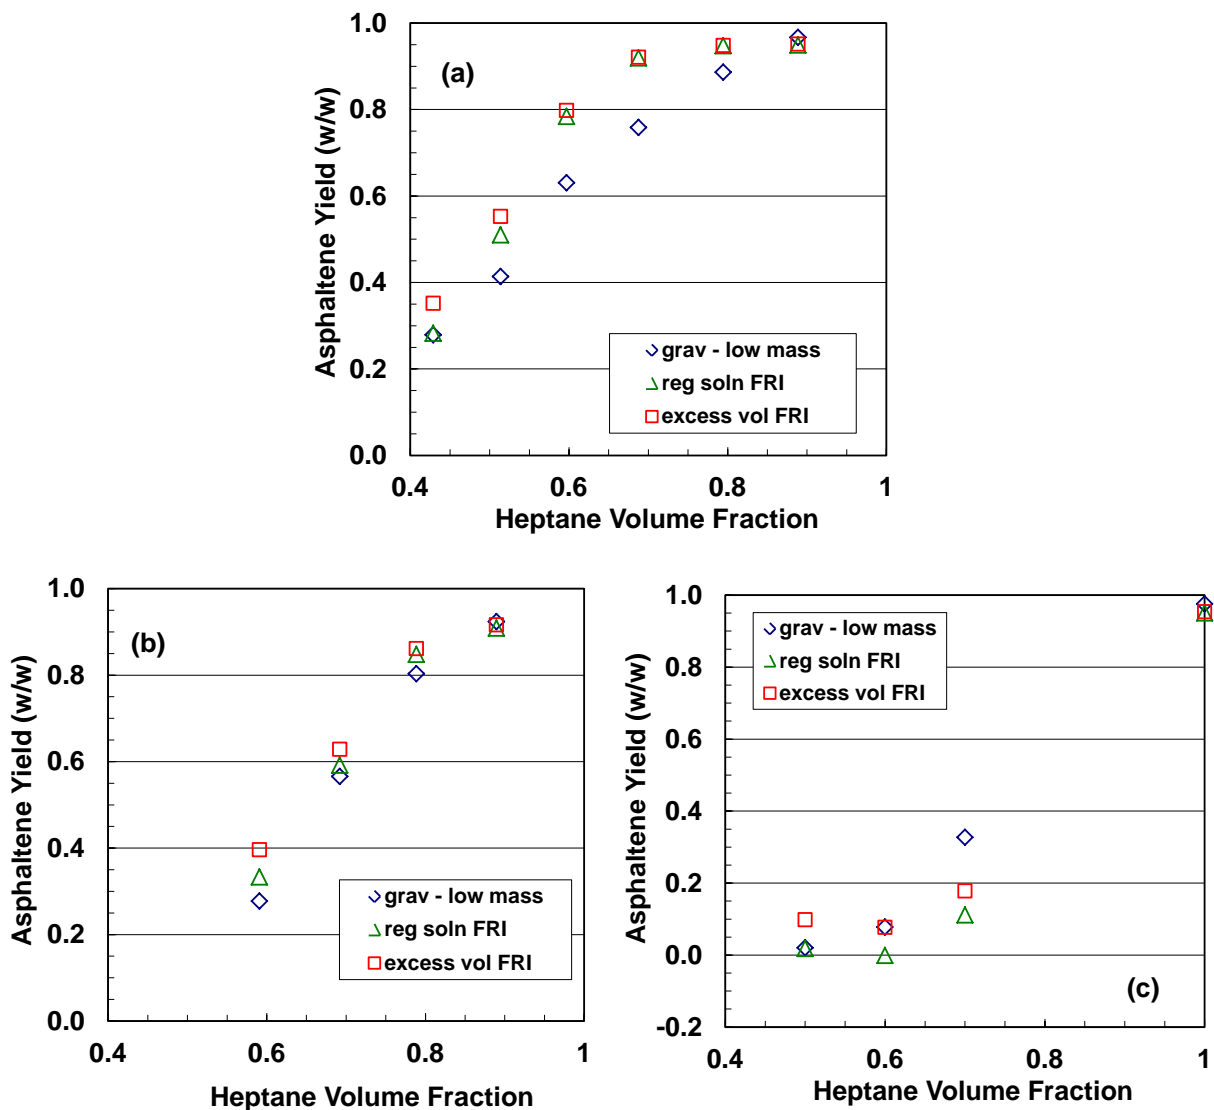 1.0
(a)
0.8
0.6
0.4
0.2
0.0
Asphaltene Yield (w/w)
grav - low mass
reg soln FRI
excess vol FRI
0.4 0.6 0.8 1
Heptane Volume Fraction
1.0
(b)
0.8
0.6
0.4
0.2
0.0
Asphaltene Yield (w/w)
grav - low mass
reg soln FRI
excess vol FRI
0.4 0.6 0.8 1
Heptane Volume Fraction
1.0
0.8
0.6
0.4
0.2
0.0
-0.2
Asphaltene Yield (w/w)
grav - low mass
reg soln FRI
excess vol FRI
(c)
0.4 0.6 0.8 1
Heptane Volume Fraction